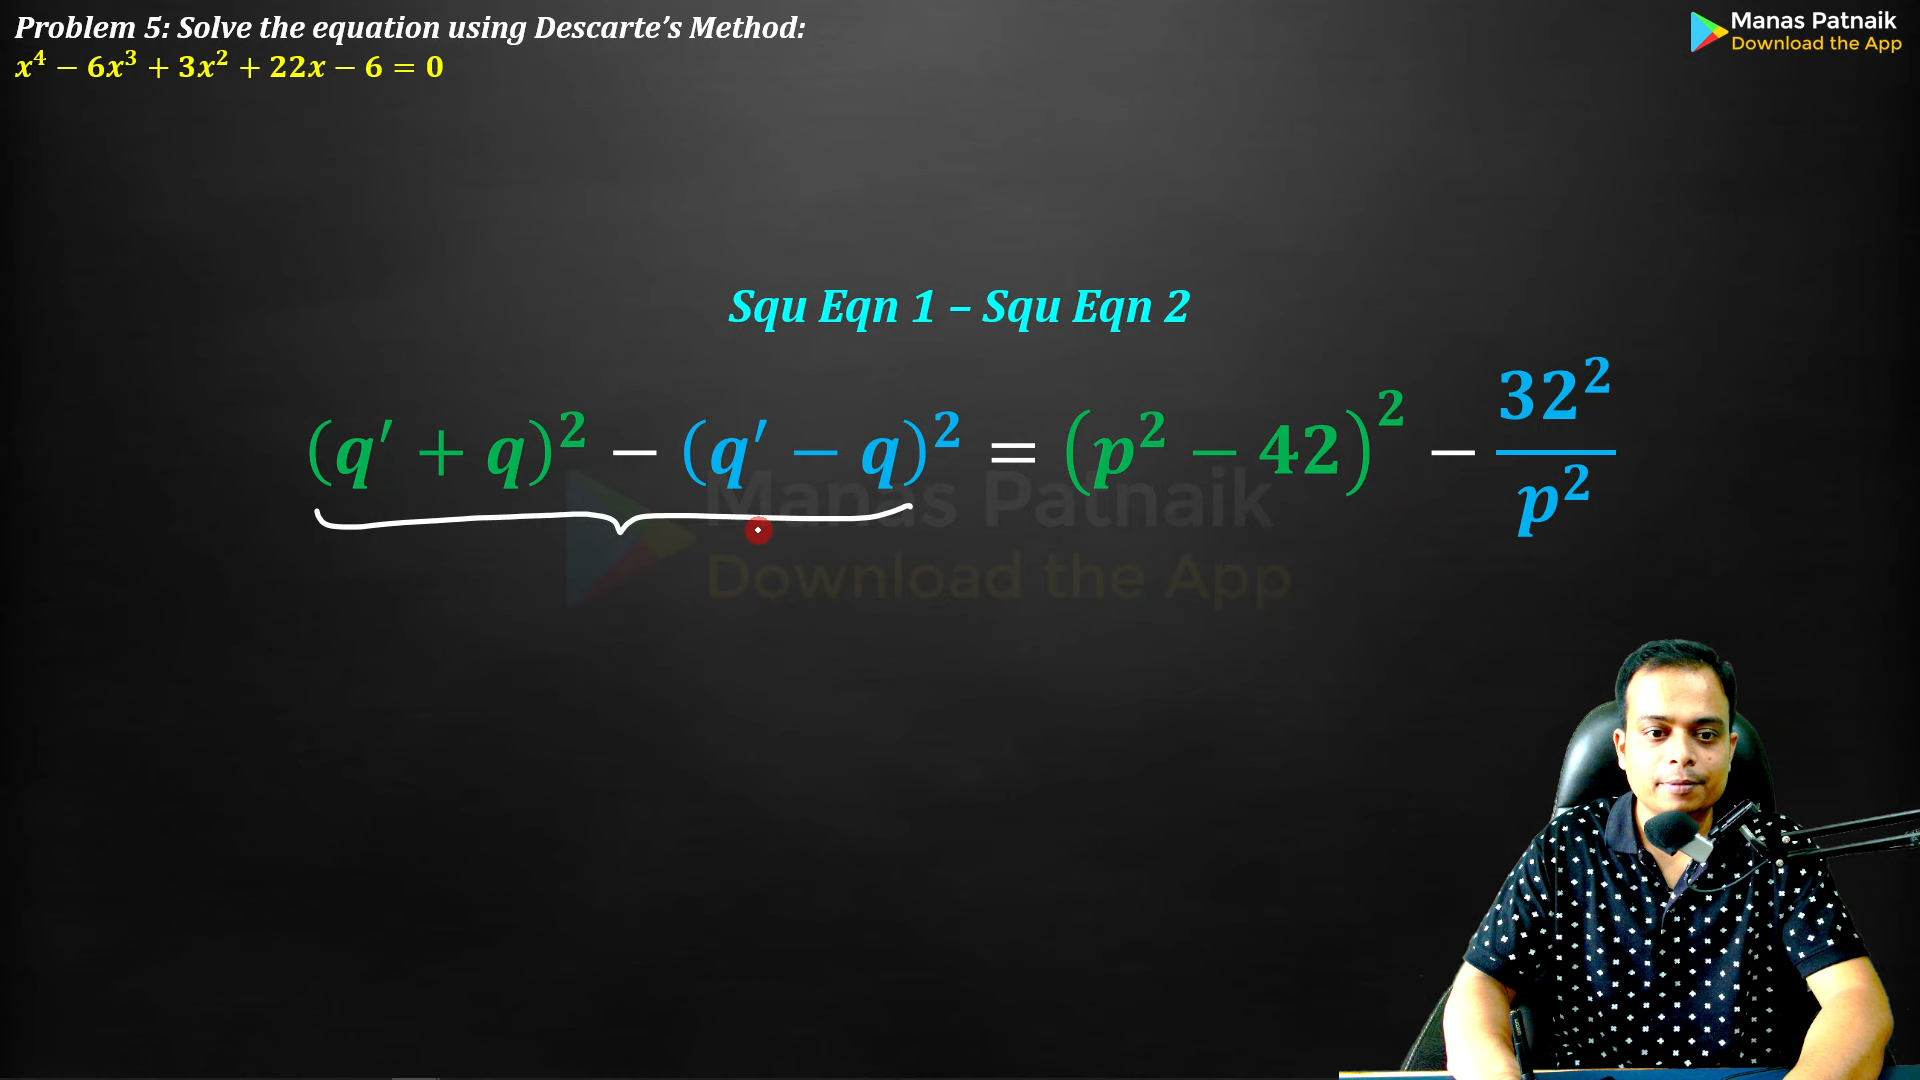 Problem 5: Solve the equation using Descarte's Method:
x⁴ − 6x³ + 3x² + 22x − 6 = 0
Manas Patnaik
Download the App
Squ Eqn 1 – Squ Eqn 2
(q′ + q)² − (q′ − q)² = (p² − 42)² − 32²/p²
Manas Patnaik
Download the App